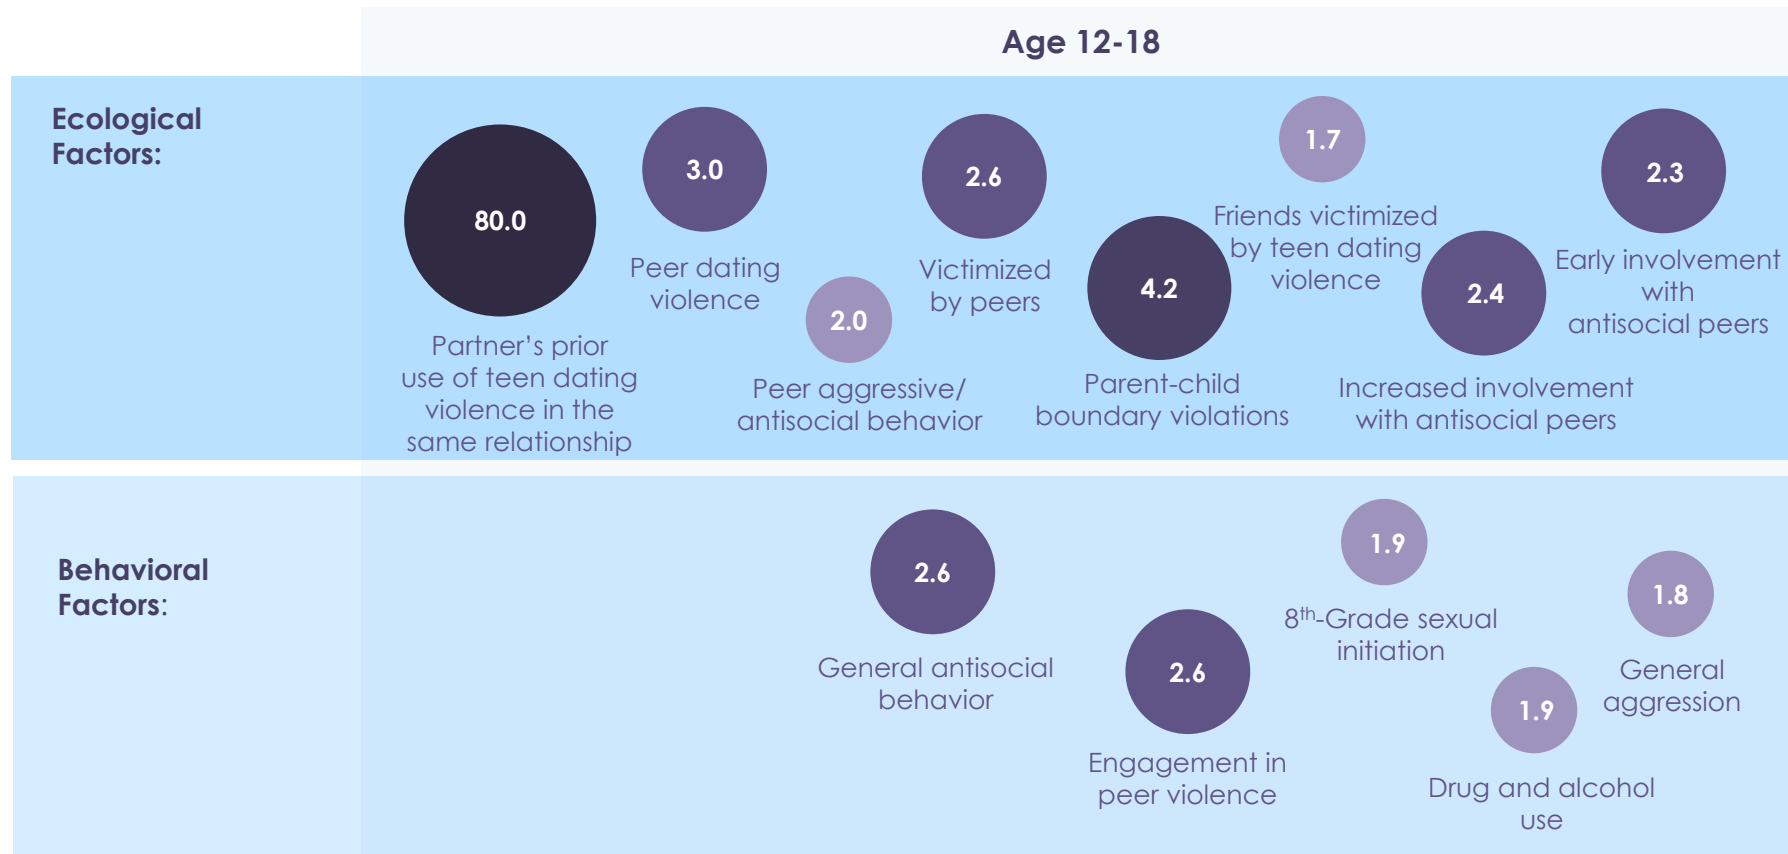 Age 12-18
Ecological
Factors:
80.0
Partner’s prior
use of teen dating
violence in the
same relationship
3.0
Peer dating
violence
2.0
Peer aggressive/
antisocial behavior
2.6
Victimized
by peers
4.2
Parent-child
boundary violations
1.7
Friends victimized
by teen dating
violence
2.4
Increased involvement
with antisocial peers
2.3
Early involvement
with
antisocial peers
Behavioral
Factors:
2.6
General antisocial
behavior
2.6
Engagement in
peer violence
1.9
8th-Grade sexual
initiation
1.9
Drug and alcohol
use
1.8
General
aggression